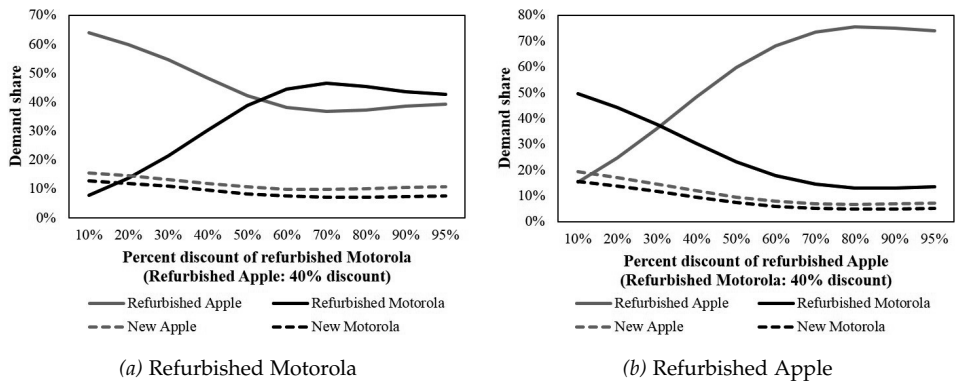 70%
60%
50%
40%
30%
20%
10%
0%
Demand share
10% 20% 30% 40% 50% 60% 70% 80% 90% 95%
Percent discount of refurbished Motorola
(Refurbished Apple: 40% discount)
Refurbished Apple Refurbished Motorola
New Apple New Motorola
(a) Refurbished Motorola
80%
70%
60%
50%
40%
30%
20%
10%
0%
Demand share
10% 20% 30% 40% 50% 60% 70% 80% 90% 95%
Percent discount of refurbished Apple
(Refurbished Motorola: 40% discount)
Refurbished Apple Refurbished Motorola
New Apple New Motorola
(b) Refurbished Apple